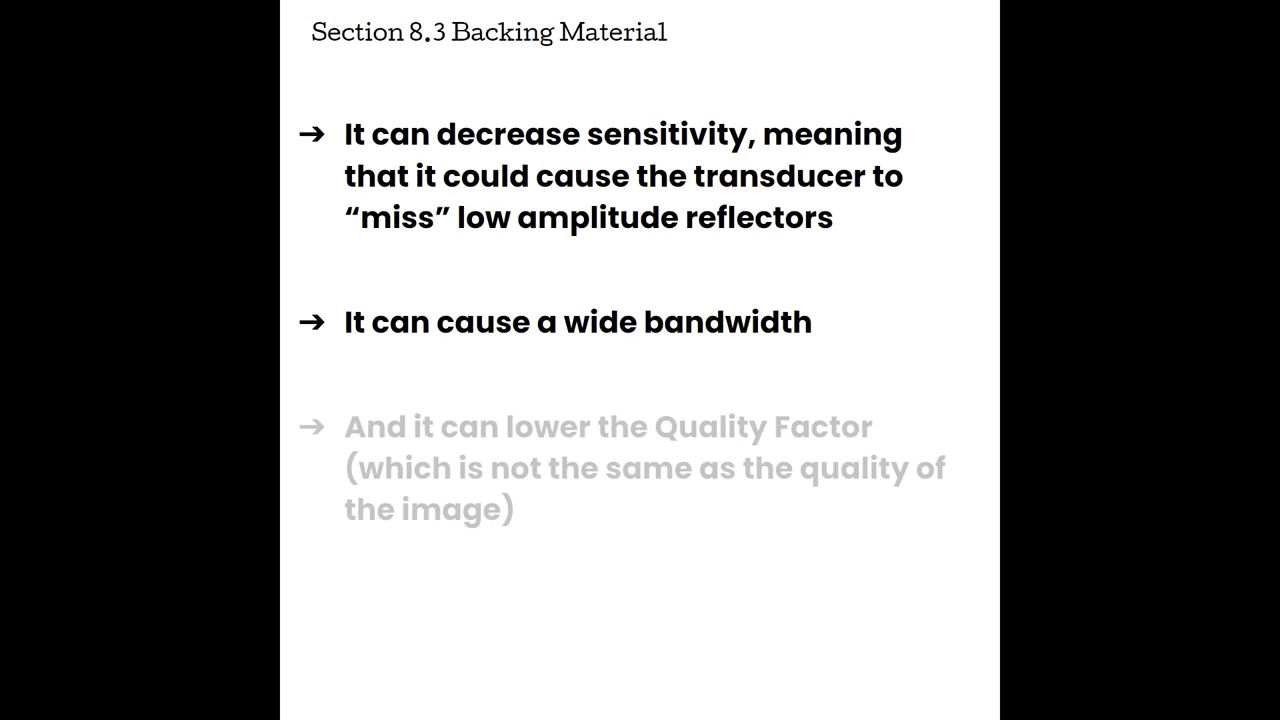 Section 8.3 Backing Material
➔ It can decrease sensitivity, meaning
that it could cause the transducer to
“miss” low amplitude reflectors
➔ It can cause a wide bandwidth
➔ And it can lower the Quality Factor
(which is not the same as the quality of
the image)